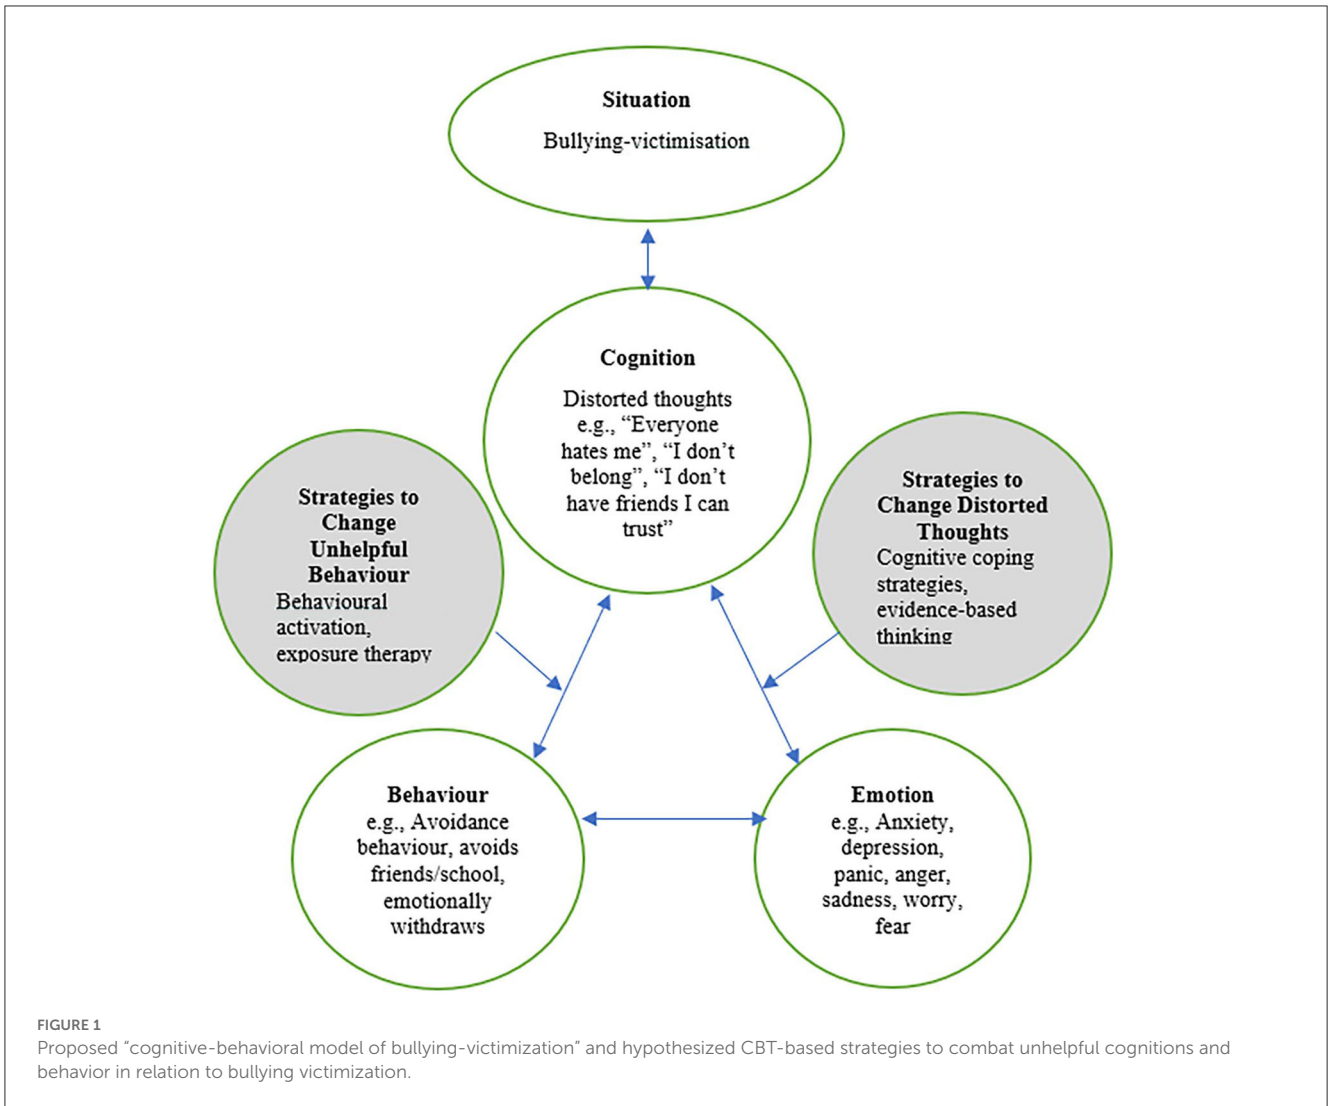 Situation
Bullying-victimisation
Cognition
Distorted thoughts
e.g., “Everyone
hates me”, “I don’t
belong”, “I don’t
have friends I can
trust”
Strategies to
Change
Unhelpful
Behaviour
Behavioural
activation,
exposure therapy
Strategies to
Change Distorted
Thoughts
Cognitive coping
strategies,
evidence-based
thinking
Behaviour
e.g., Avoidance
behaviour, avoids
friends/school,
emotionally
withdraws
Emotion
e.g., Anxiety,
depression,
panic, anger,
sadness, worry,
fear
FIGURE 1
Proposed “cognitive-behavioral model of bullying-victimization” and hypothesized CBT-based strategies to combat unhelpful cognitions and
behavior in relation to bullying victimization.